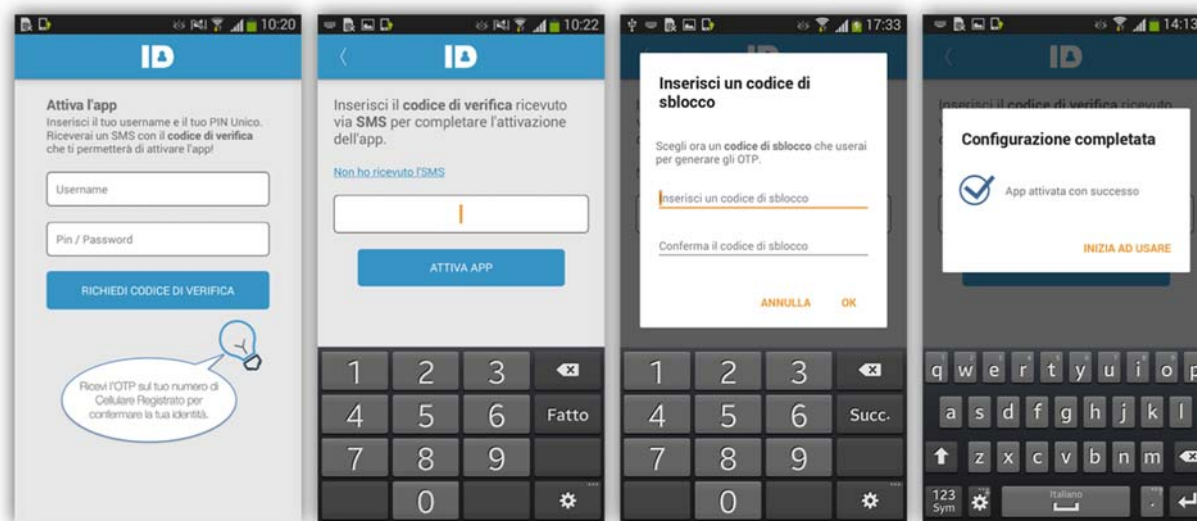 10:20
ID
Attiva l'app
Inserisci il tuo username e il tuo PIN Unico.
Riceverai un SMS con il codice di verifica
che ti permetterà di attivare l'app!
Username
Pin / Password
RICHIEDI CODICE DI VERIFICA
Ricevi l'OTP sul tuo numero di
Cellulare Registrato per
confermare la tua identità.
10:22
ID
Inserisci il codice di verifica ricevuto
via SMS per completare l'attivazione
dell'app.
Non ho ricevuto l'SMS
ATTIVA APP
1 2 3
4 5 6 Fatto
7 8 9
0
17:33
Inserisci un codice di
sblocco
Scegli ora un codice di sblocco che userai
per generare gli OTP.
Inserisci un codice di sblocco
Conferma il codice di sblocco
ANNULLA OK
1 2 3
4 5 6 Succ.
7 8 9
0
14:13
ID
Inserisci il codice di verifica ricevuto
Configurazione completata
App attivata con successo
INIZIA AD USARE
q w e r t y u i o p
a s d f g h j k l
z x c v b n m
123
Sym
Italiano
.